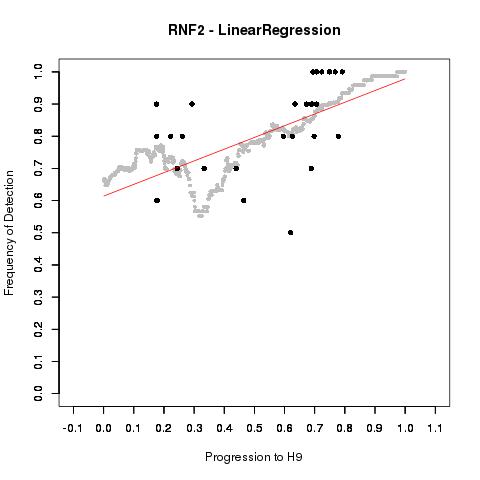 RNF2 - LinearRegression
Frequency of Detection
1.0
0.9
0.8
0.7
0.6
0.5
0.4
0.3
0.2
0.1
0.0
-0.1 0.0 0.1 0.2 0.3 0.4 0.5 0.6 0.7 0.8 0.9 1.0 1.1
Progression to H9